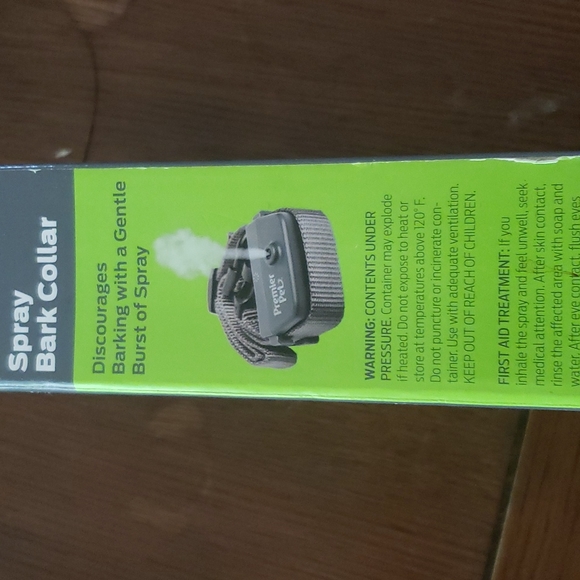 Spray
Bark Collar
Discourages
Barking with a Gentle
Burst of Spray
Premier
Pet
WARNING: CONTENTS UNDER
PRESSURE. Container may explode
if heated. Do not expose to heat or
store at temperatures above 120° F.
Do not puncture or incinerate con-
tainer. Use with adequate ventilation.
KEEP OUT OF REACH OF CHILDREN.
FIRST AID TREATMENT: If you
inhale the spray and feel unwell, seek
medical attention. After skin contact,
rinse the affected area with soap and
water. After eye contact, flush eyes